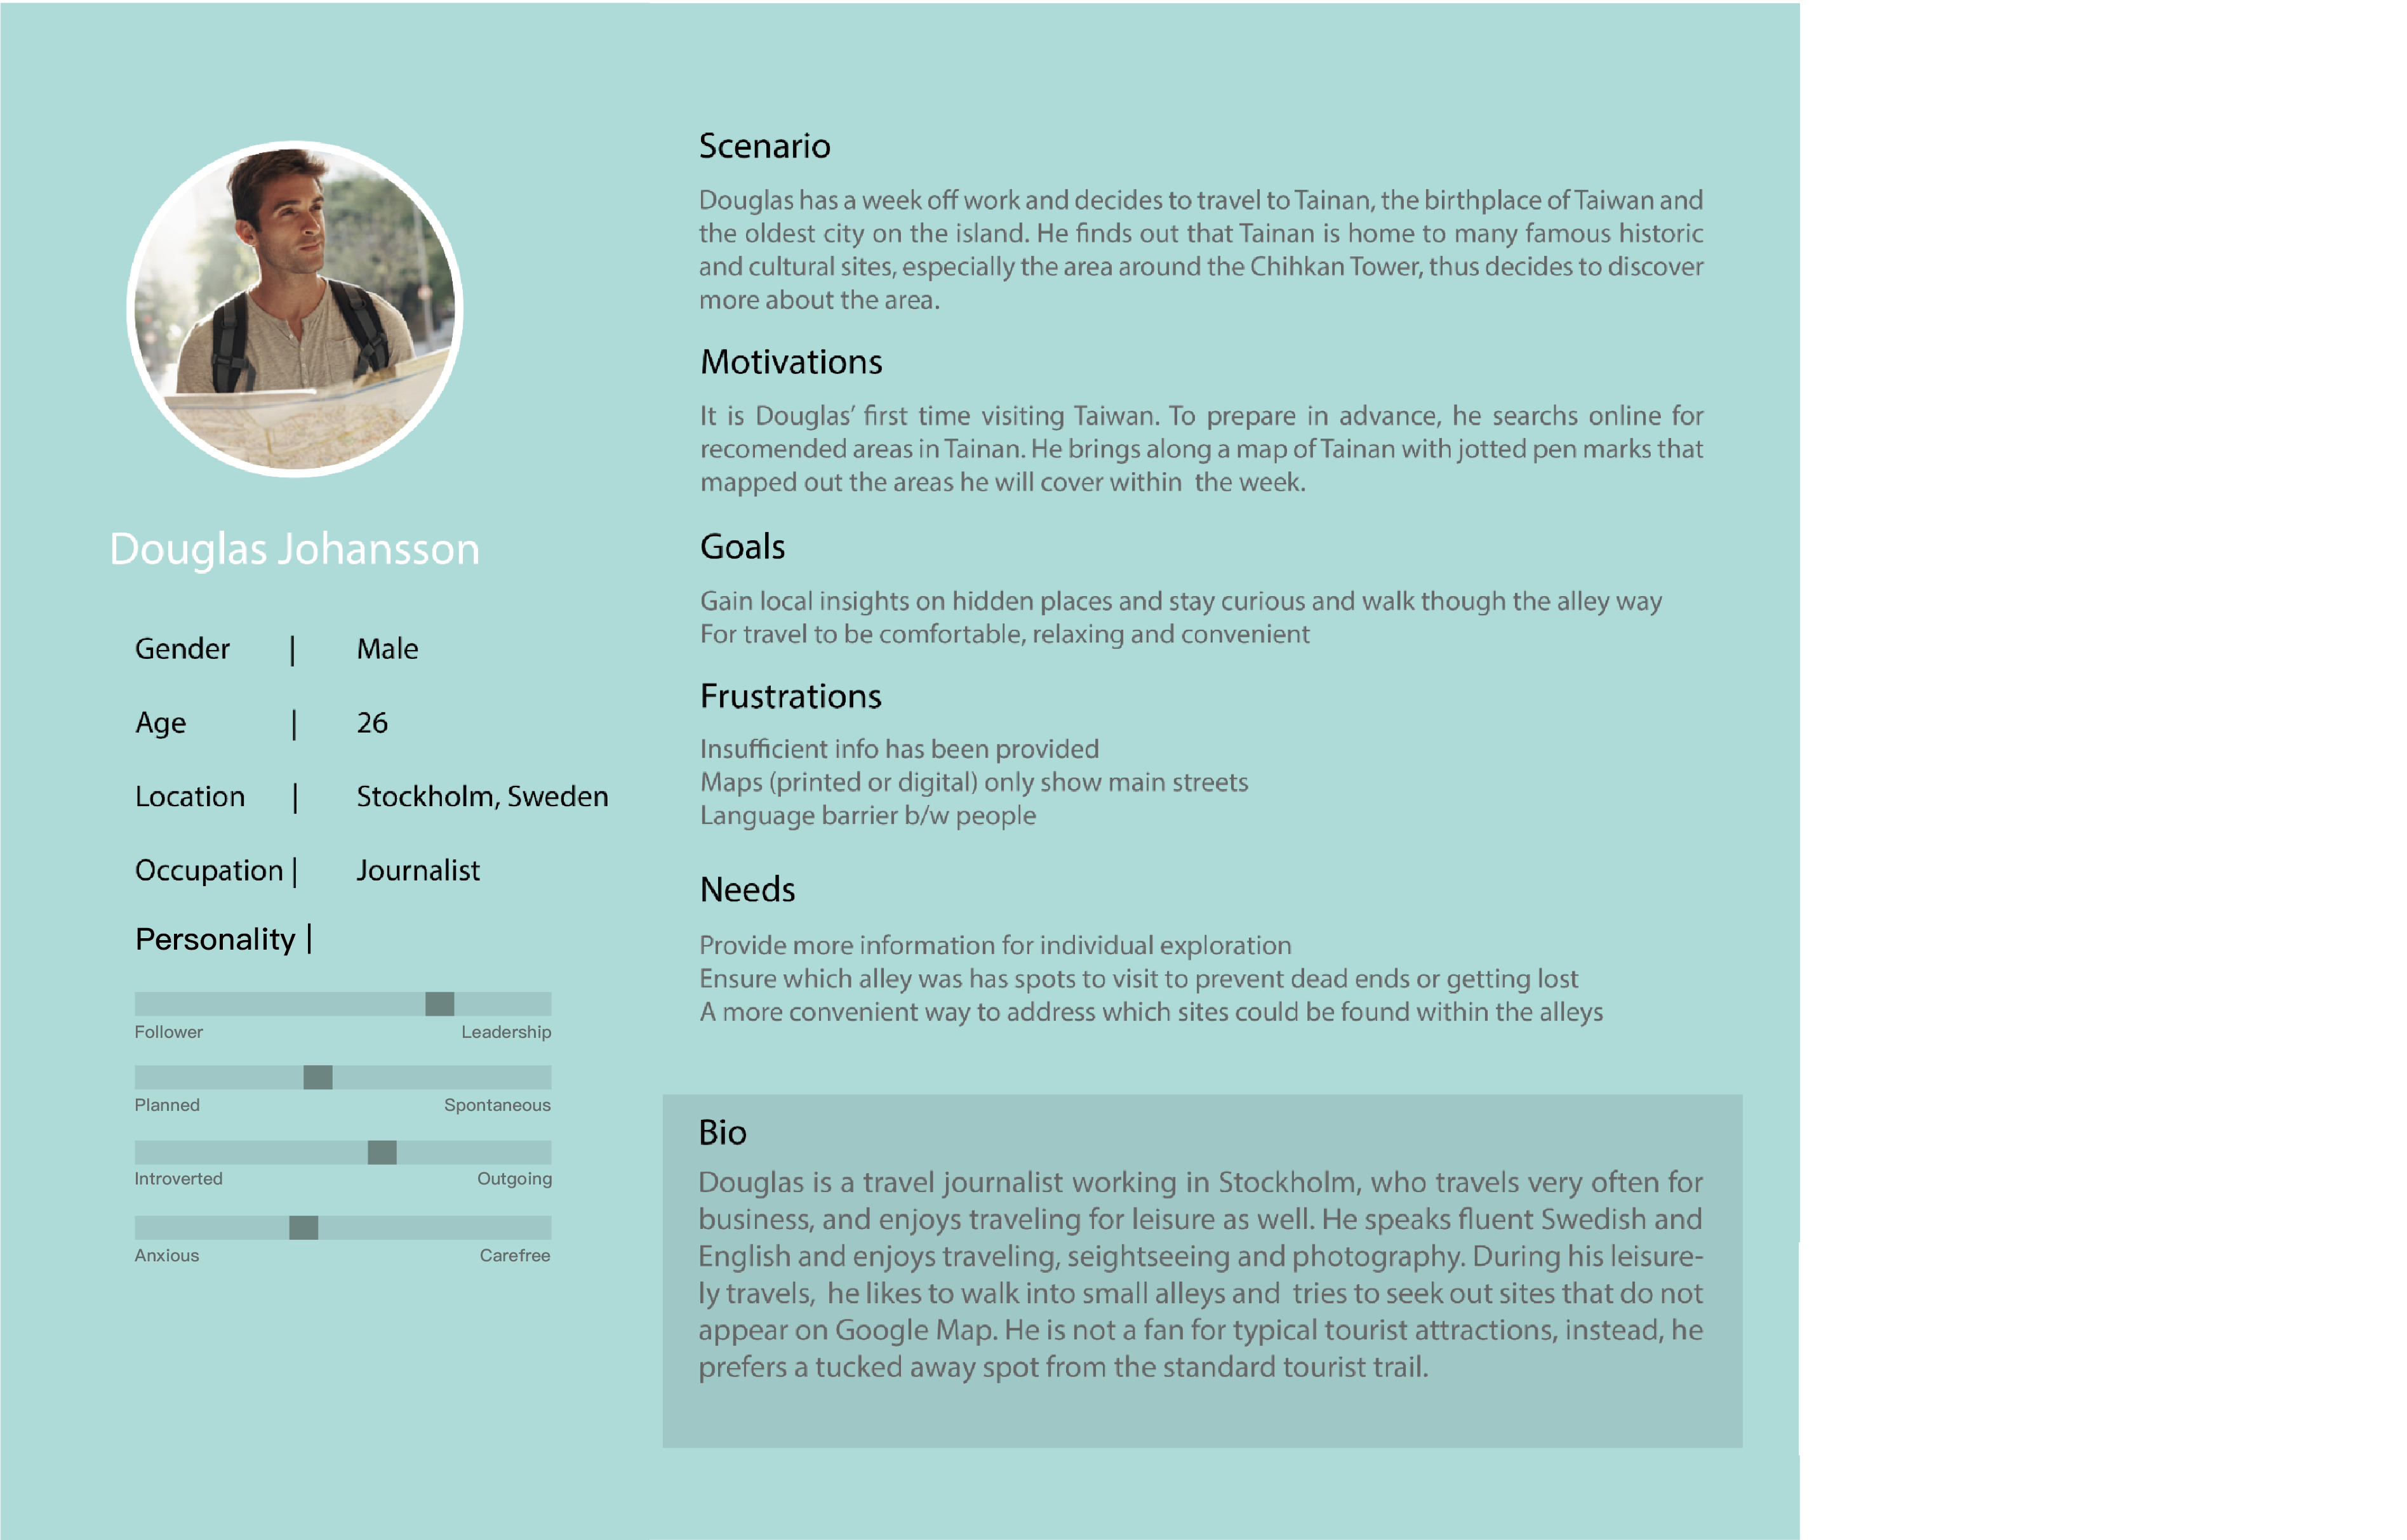 Douglas Johansson
Gender | Male
Age | 26
Location | Stockholm, Sweden
Occupation | Journalist
Personality |
Follower Leadership
Planned Spontaneous
Introverted Outgoing
Anxious Carefree
Scenario
Douglas has a week off work and decides to travel to Tainan, the birthplace of Taiwan and
the oldest city on the island. He finds out that Tainan is home to many famous historic
and cultural sites, especially the area around the Chihkan Tower, thus decides to discover
more about the area.
Motivations
It is Douglas’ first time visiting Taiwan. To prepare in advance, he searchs online for
recomended areas in Tainan. He brings along a map of Tainan with jotted pen marks that
mapped out the areas he will cover within the week.
Goals
Gain local insights on hidden places and stay curious and walk though the alley way
For travel to be comfortable, relaxing and convenient
Frustrations
Insufficient info has been provided
Maps (printed or digital) only show main streets
Language barrier b/w people
Needs
Provide more information for individual exploration
Ensure which alley was has spots to visit to prevent dead ends or getting lost
A more convenient way to address which sites could be found within the alleys
Bio
Douglas is a travel journalist working in Stockholm, who travels very often for
business, and enjoys traveling for leisure as well. He speaks fluent Swedish and
English and enjoys traveling, seightseeing and photography. During his leisure-
ly travels, he likes to walk into small alleys and tries to seek out sites that do not
appear on Google Map. He is not a fan for typical tourist attractions, instead, he
prefers a tucked away spot from the standard tourist trail.